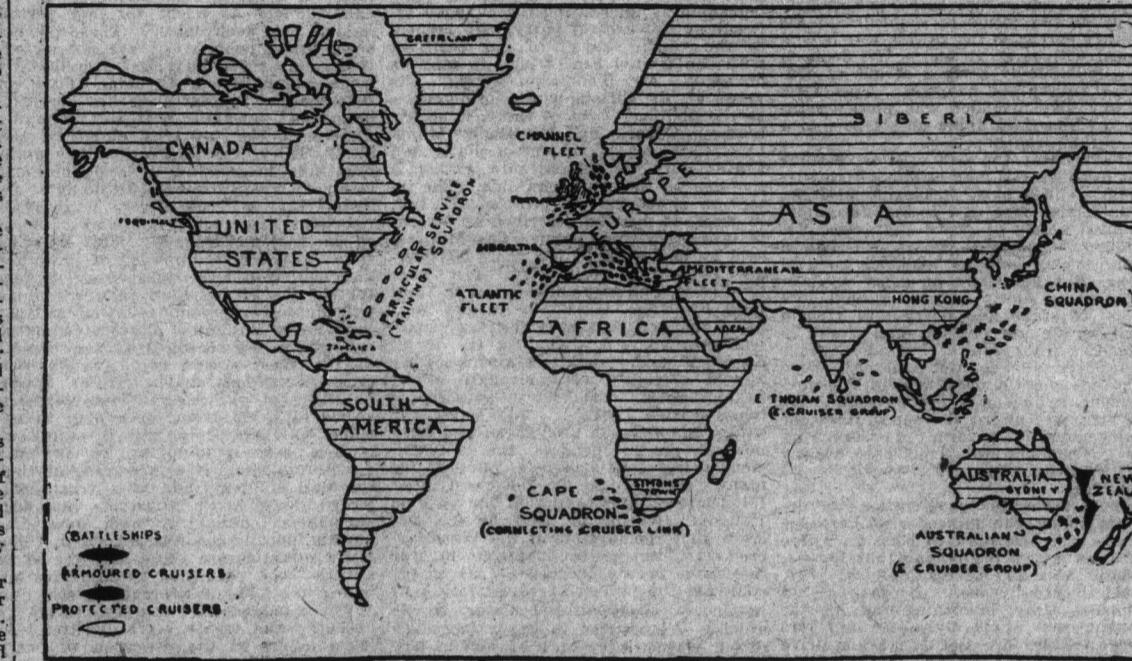 GREENLAND
SIBERIA
CHANNEL
FLEET
CANADA
EUROPE
ASIA
UNITED
STATES
ESQUIMALT
PARTICULAR SERVICE
SQUADRON
(TRAINING)
GIBRALTAR
ATLANTIC
FLEET
MEDITERRANEAN
FLEET
HONG KONG
CHINA
SQUADRON
AFRICA
ADEN
JAMAICA
E INDIAN SQUADRON
(E. CRUISER GROUP)
SOUTH
AMERICA
CAPE
SQUADRON
(CONNECTING CRUISER LINK)
SIMONS
TOWN
AUSTRALIA
SYDNEY
NEW
ZEAL
AUSTRALIAN
SQUADRON
(E CRUISER GROUP)
(BATTLESHIPS
ARMOURED CRUISERS.
PROTECTED CRUISERS.